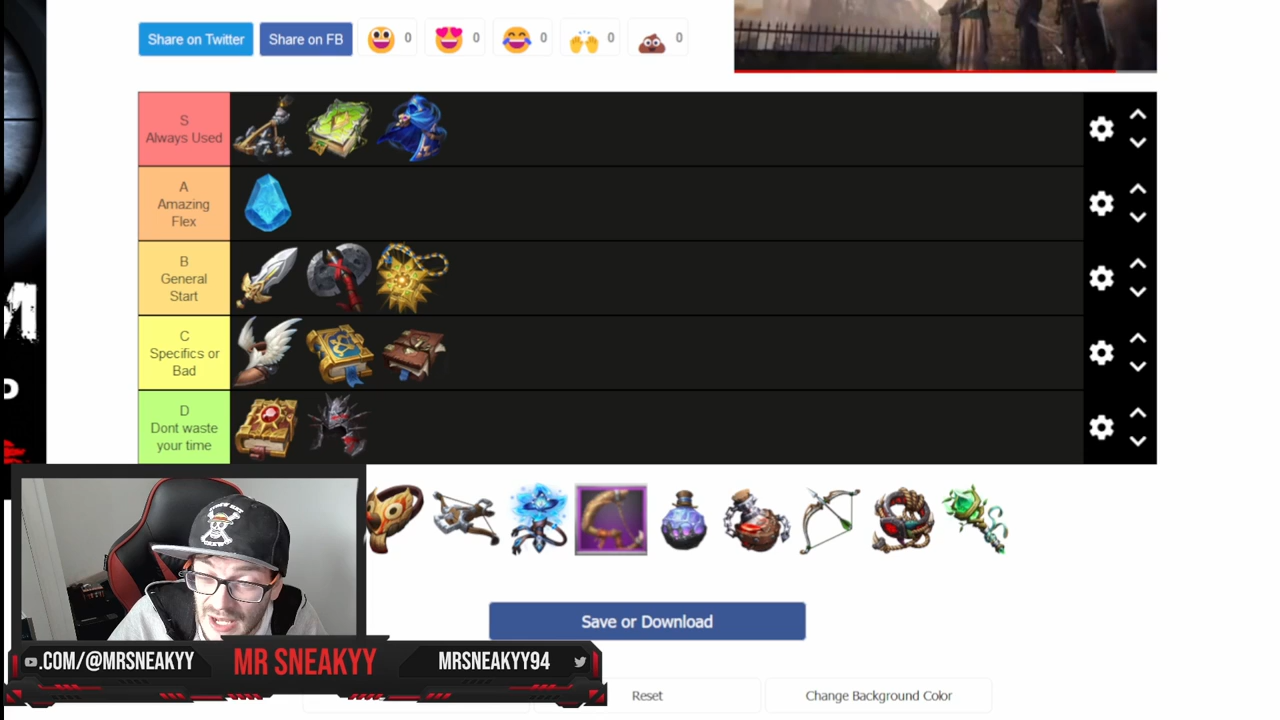 Share on Twitter
Share on FB
0
0
0
0
0
S
Always Used
A
Amazing
Flex
B
General
Start
C
Specifics or
Bad
D
Dont waste
your time
Save or Download
.COM/@MRSNEAKYY
MR SNEAKYY
MRSNEAKYY94
Reset
Change Background Color